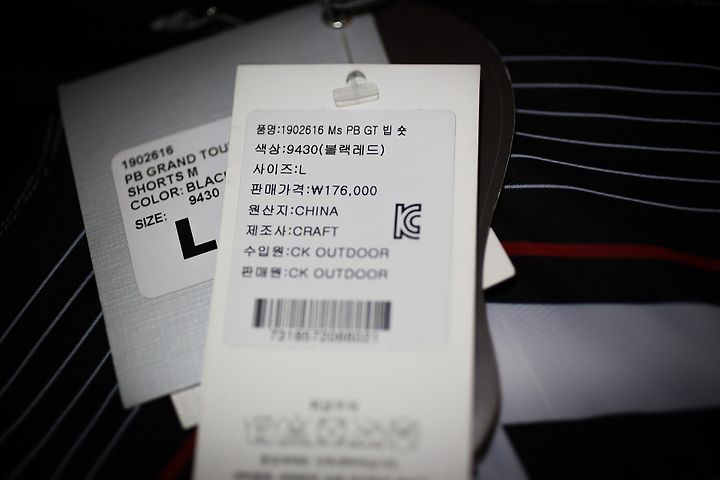 1902616
PB GRAND TOU
SHORTS M
COLOR: BLAC
9430
SIZE:
L
품명:1902616 Ms PB GT 빕 숏
색상:9430(블랙레드)
사이즈:L
판매가격:₩176,000
원산지:CHINA
제조사:CRAFT
수입원:CK OUTDOOR
판매원:CK OUTDOOR